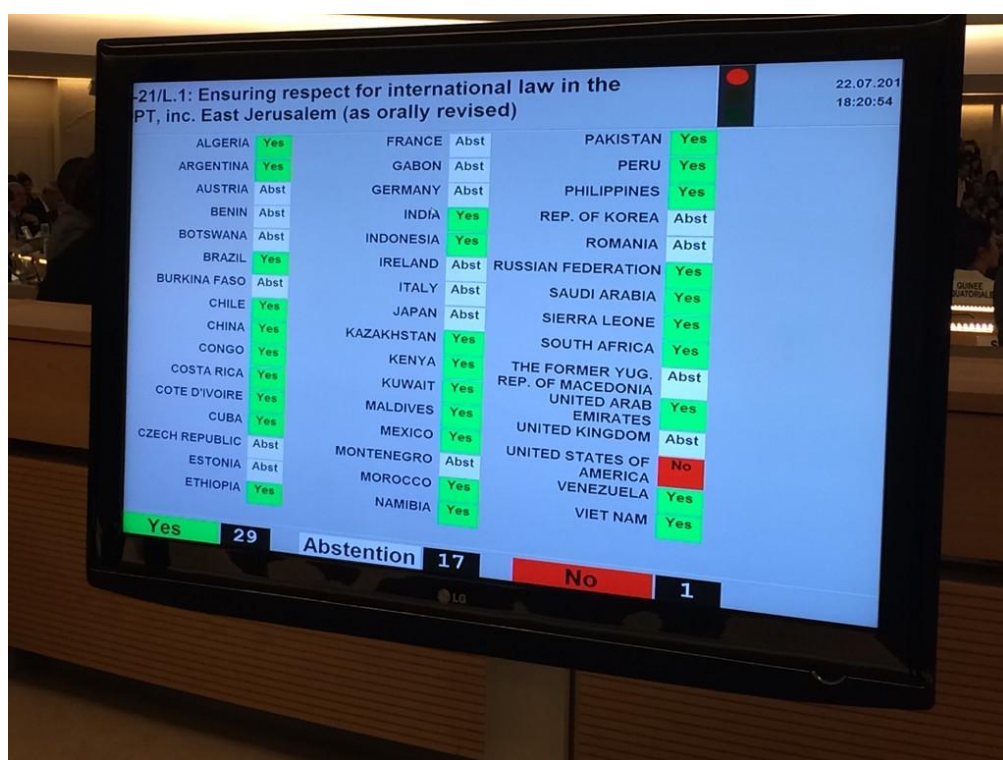 -21/L.1: Ensuring respect for international law in the
PT, inc. East Jerusalem (as orally revised)
22.07.201
18:20:54
ALGERIA Yes
ARGENTINA Yes
AUSTRIA Abst
BENIN Abst
BOTSWANA Abst
BRAZIL Yes
BURKINA FASO Abst
CHILE Yes
CHINA Yes
CONGO Yes
COSTA RICA Yes
COTE D'IVOIRE Yes
CUBA Yes
CZECH REPUBLIC Abst
ESTONIA Abst
ETHIOPIA Yes
FRANCE Abst
GABON Abst
GERMANY Abst
INDIA Yes
INDONESIA Yes
IRELAND Abst
ITALY Abst
JAPAN Abst
KAZAKHSTAN Yes
KENYA Yes
KUWAIT Yes
MALDIVES Yes
MEXICO Yes
MONTENEGRO Abst
MOROCCO Yes
NAMIBIA Yes
PAKISTAN Yes
PERU Yes
PHILIPPINES Yes
REP. OF KOREA Abst
ROMANIA Abst
RUSSIAN FEDERATION Yes
SAUDI ARABIA Yes
SIERRA LEONE Yes
SOUTH AFRICA Yes
THE FORMER YUG.
REP. OF MACEDONIA Abst
UNITED ARAB
EMIRATES Yes
UNITED KINGDOM Abst
UNITED STATES OF
AMERICA No
VENEZUELA Yes
VIET NAM Yes
Yes 29 Abstention 17 No 1
LG
GUINEE
QUATORIALE